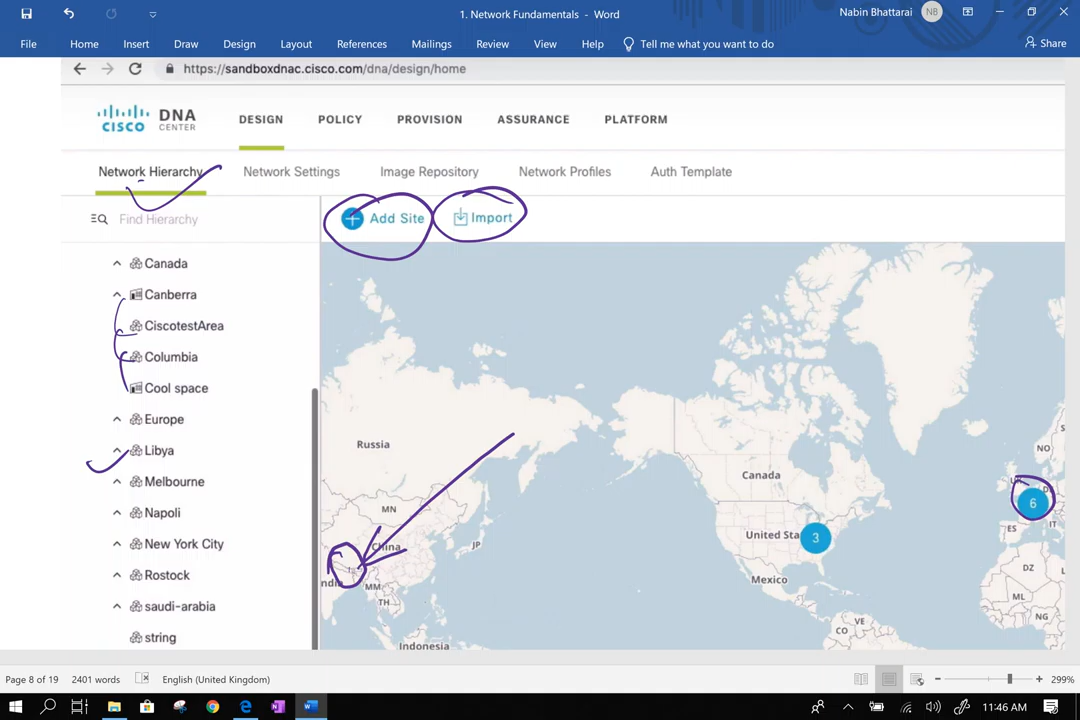 1. Network Fundamentals - Word
Nabin Bhattarai NB
File Home Insert Draw Design Layout References Mailings Review View Help Tell me what you want to do Share
https://sandboxdnac.cisco.com/dna/design/home
CISCO DNA CENTER
DESIGN POLICY PROVISION ASSURANCE PLATFORM
Network Hierarchy Network Settings Image Repository Network Profiles Auth Template
Find Hierarchy
Add Site Import
Canada
Canberra
CiscotestArea
Columbia
Cool space
Europe
Libya
Melbourne
Napoli
New York City
Rostock
saudi-arabia
string
Russia
Canada
NO
6
ES
IT
MN
United Sta
3
JP
China
DZ
MM
Mexico
ML
TH
NG
VE
CO
Indonesia
Page 8 of 19 2401 words English (United Kingdom) 299%
11:46 AM